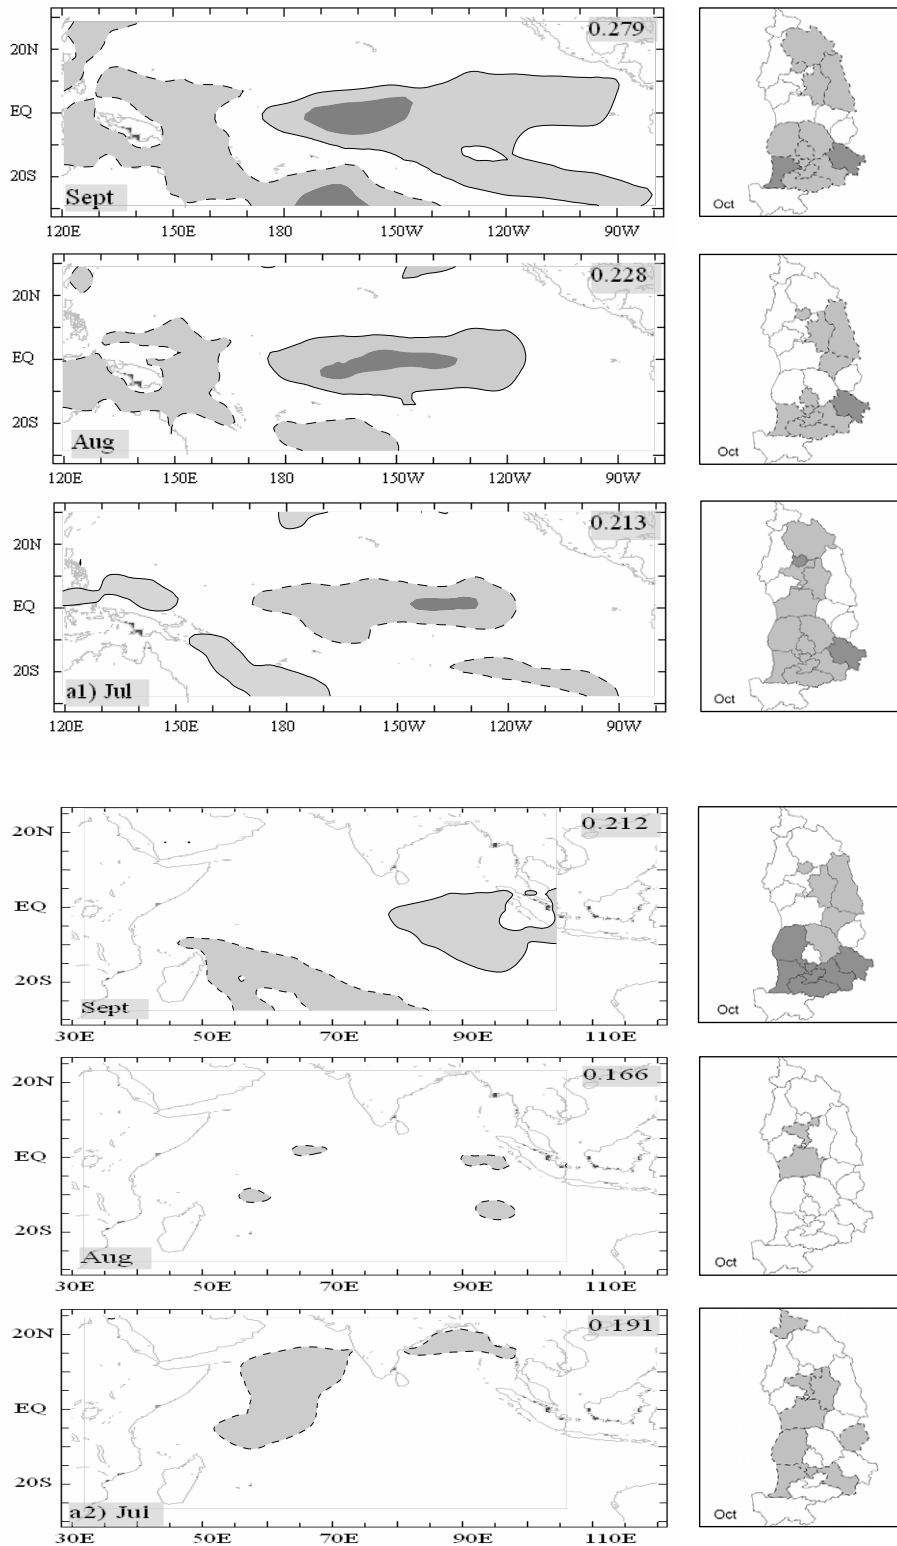 0.279
20N
EQ
20S
Sept
Oct
120E 150E 180 150W 120W 90W
0.228
20N
EQ
20S
Aug
Oct
120E 150E 180 150W 120W 90W
0.213
20N
EQ
20S
a1) Jul
Oct
120E 150E 180 150W 120W 90W
0.212
20N
EQ
20S
Sept
Oct
30E 50E 70E 90E 110E
0.166
20N
EQ
20S
Aug
Oct
30E 50E 70E 90E 110E
0.191
20N
EQ
20S
a2) Jul
Oct
30E 50E 70E 90E 110E